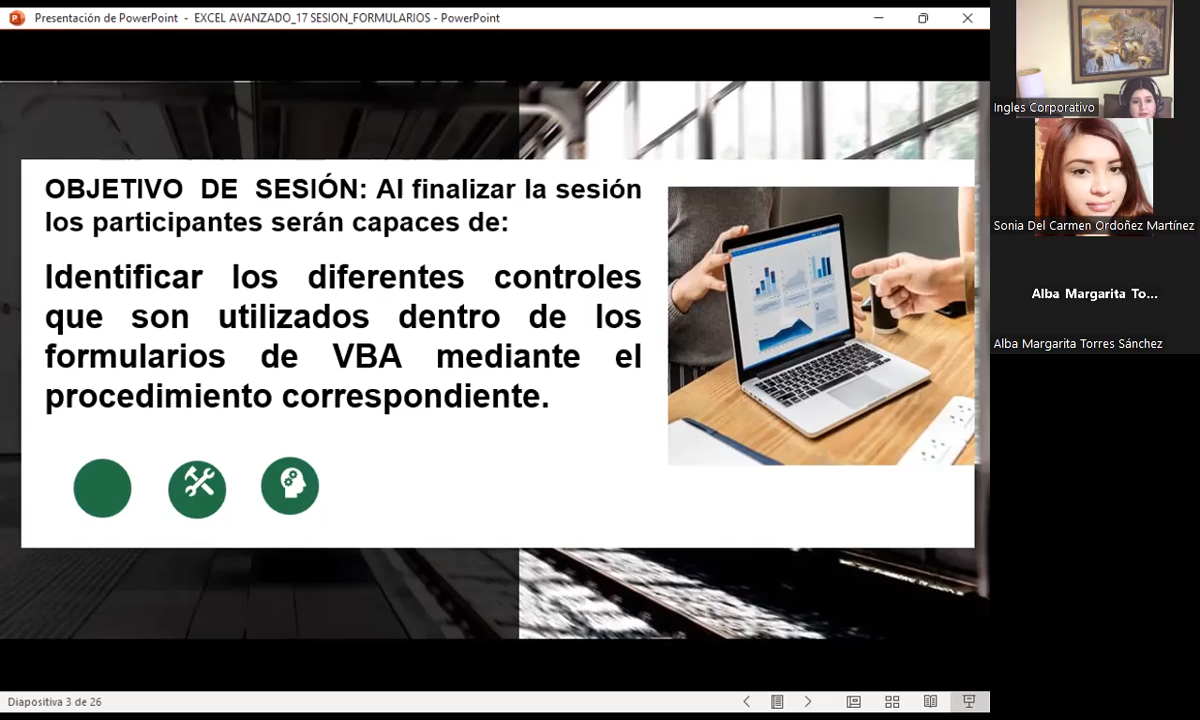 Presentación de PowerPoint - EXCEL AVANZADO_17 SESION_FORMULARIOS - PowerPoint
OBJETIVO DE SESIÓN: Al finalizar la sesión
los participantes serán capaces de:
Identificar los diferentes controles
que son utilizados dentro de los
formularios de VBA mediante el
procedimiento correspondiente.
Diapositiva 3 de 26
Ingles Corporativo
Sonia Del Carmen Ordoñez Martínez
Alba Margarita To...
Alba Margarita Torres Sánchez